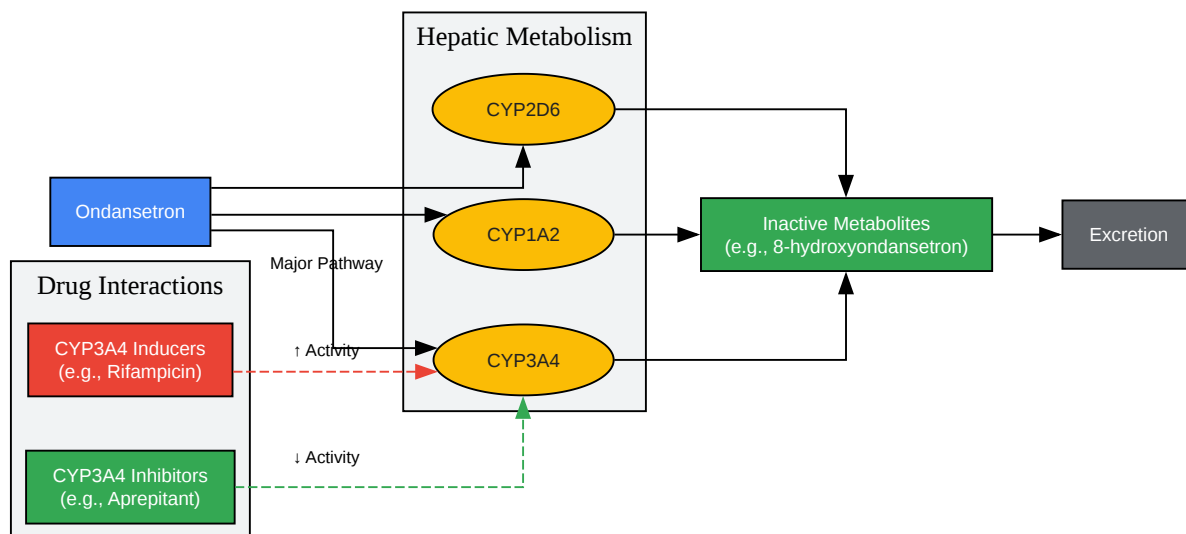 Hepatic Metabolism
CYP2D6
Ondansetron
CYP1A2
Inactive Metabolites
(e.g., 8-hydroxyondansetron)
Excretion
Major Pathway
Drug Interactions
CYP3A4 Inducers
(e.g., Rifampicin)
↑ Activity
CYP3A4
CYP3A4 Inhibitors
(e.g., Aprepitant)
↓ Activity